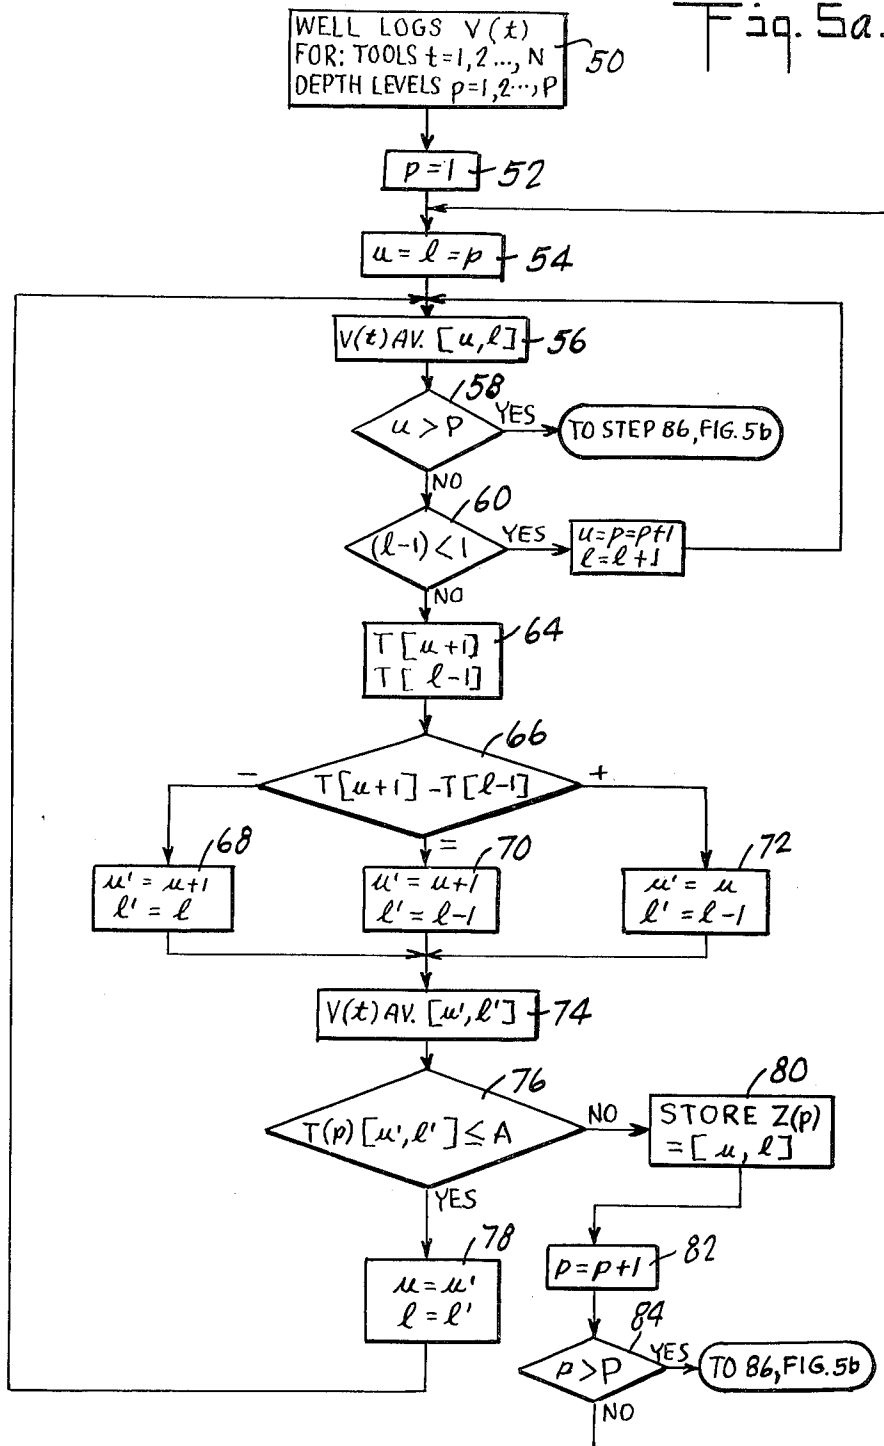 Fig. 5a.
WELL LOGS V(t)
FOR: TOOLS t=1,2..., N
DEPTH LEVELS p=1,2..., P
50
p=1
52
u = l = p
54
V(t) AV. [u, l]
56
58
u > P
YES
TO STEP 86, FIG. 5b
NO
60
(l-1) < 1
YES
u=p=p+1
l=l+1
NO
64
T[u+1]
T[l-1]
66
T[u+1] -T[l-1]
-
+
=
68
u' = u+1
l' = l
70
u' = u+1
l' = l-1
72
u' = u
l' = l-1
V(t) AV. [u', l']
74
76
T(p) [u', l'] ≤ A
NO
80
STORE Z(p)
= [u, l]
YES
78
u = u'
l = l'
p = p+1
82
84
p > P
YES
TO 86, FIG. 5b
NO